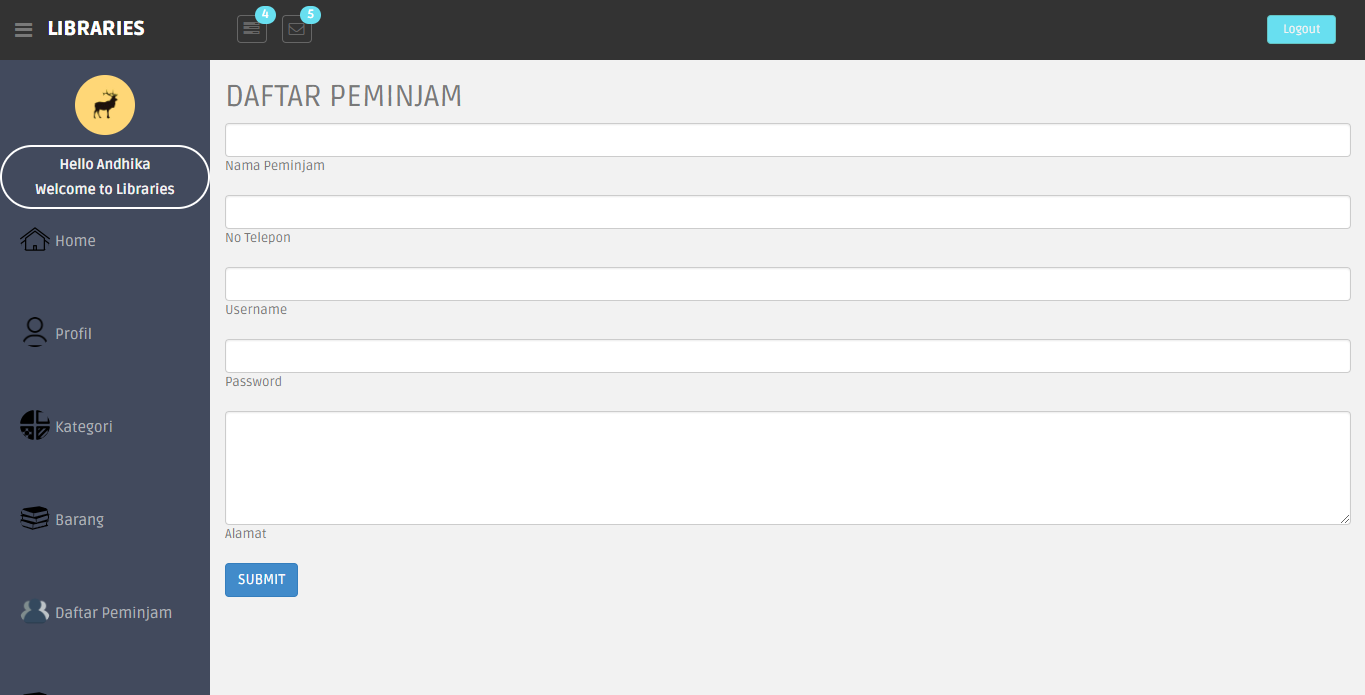 LIBRARIES
4
5
Logout
Hello Andhika
Welcome to Libraries
Home
Profil
Kategori
Barang
Daftar Peminjam
DAFTAR PEMINJAM
Nama Peminjam
No Telepon
Username
Password
Alamat
SUBMIT